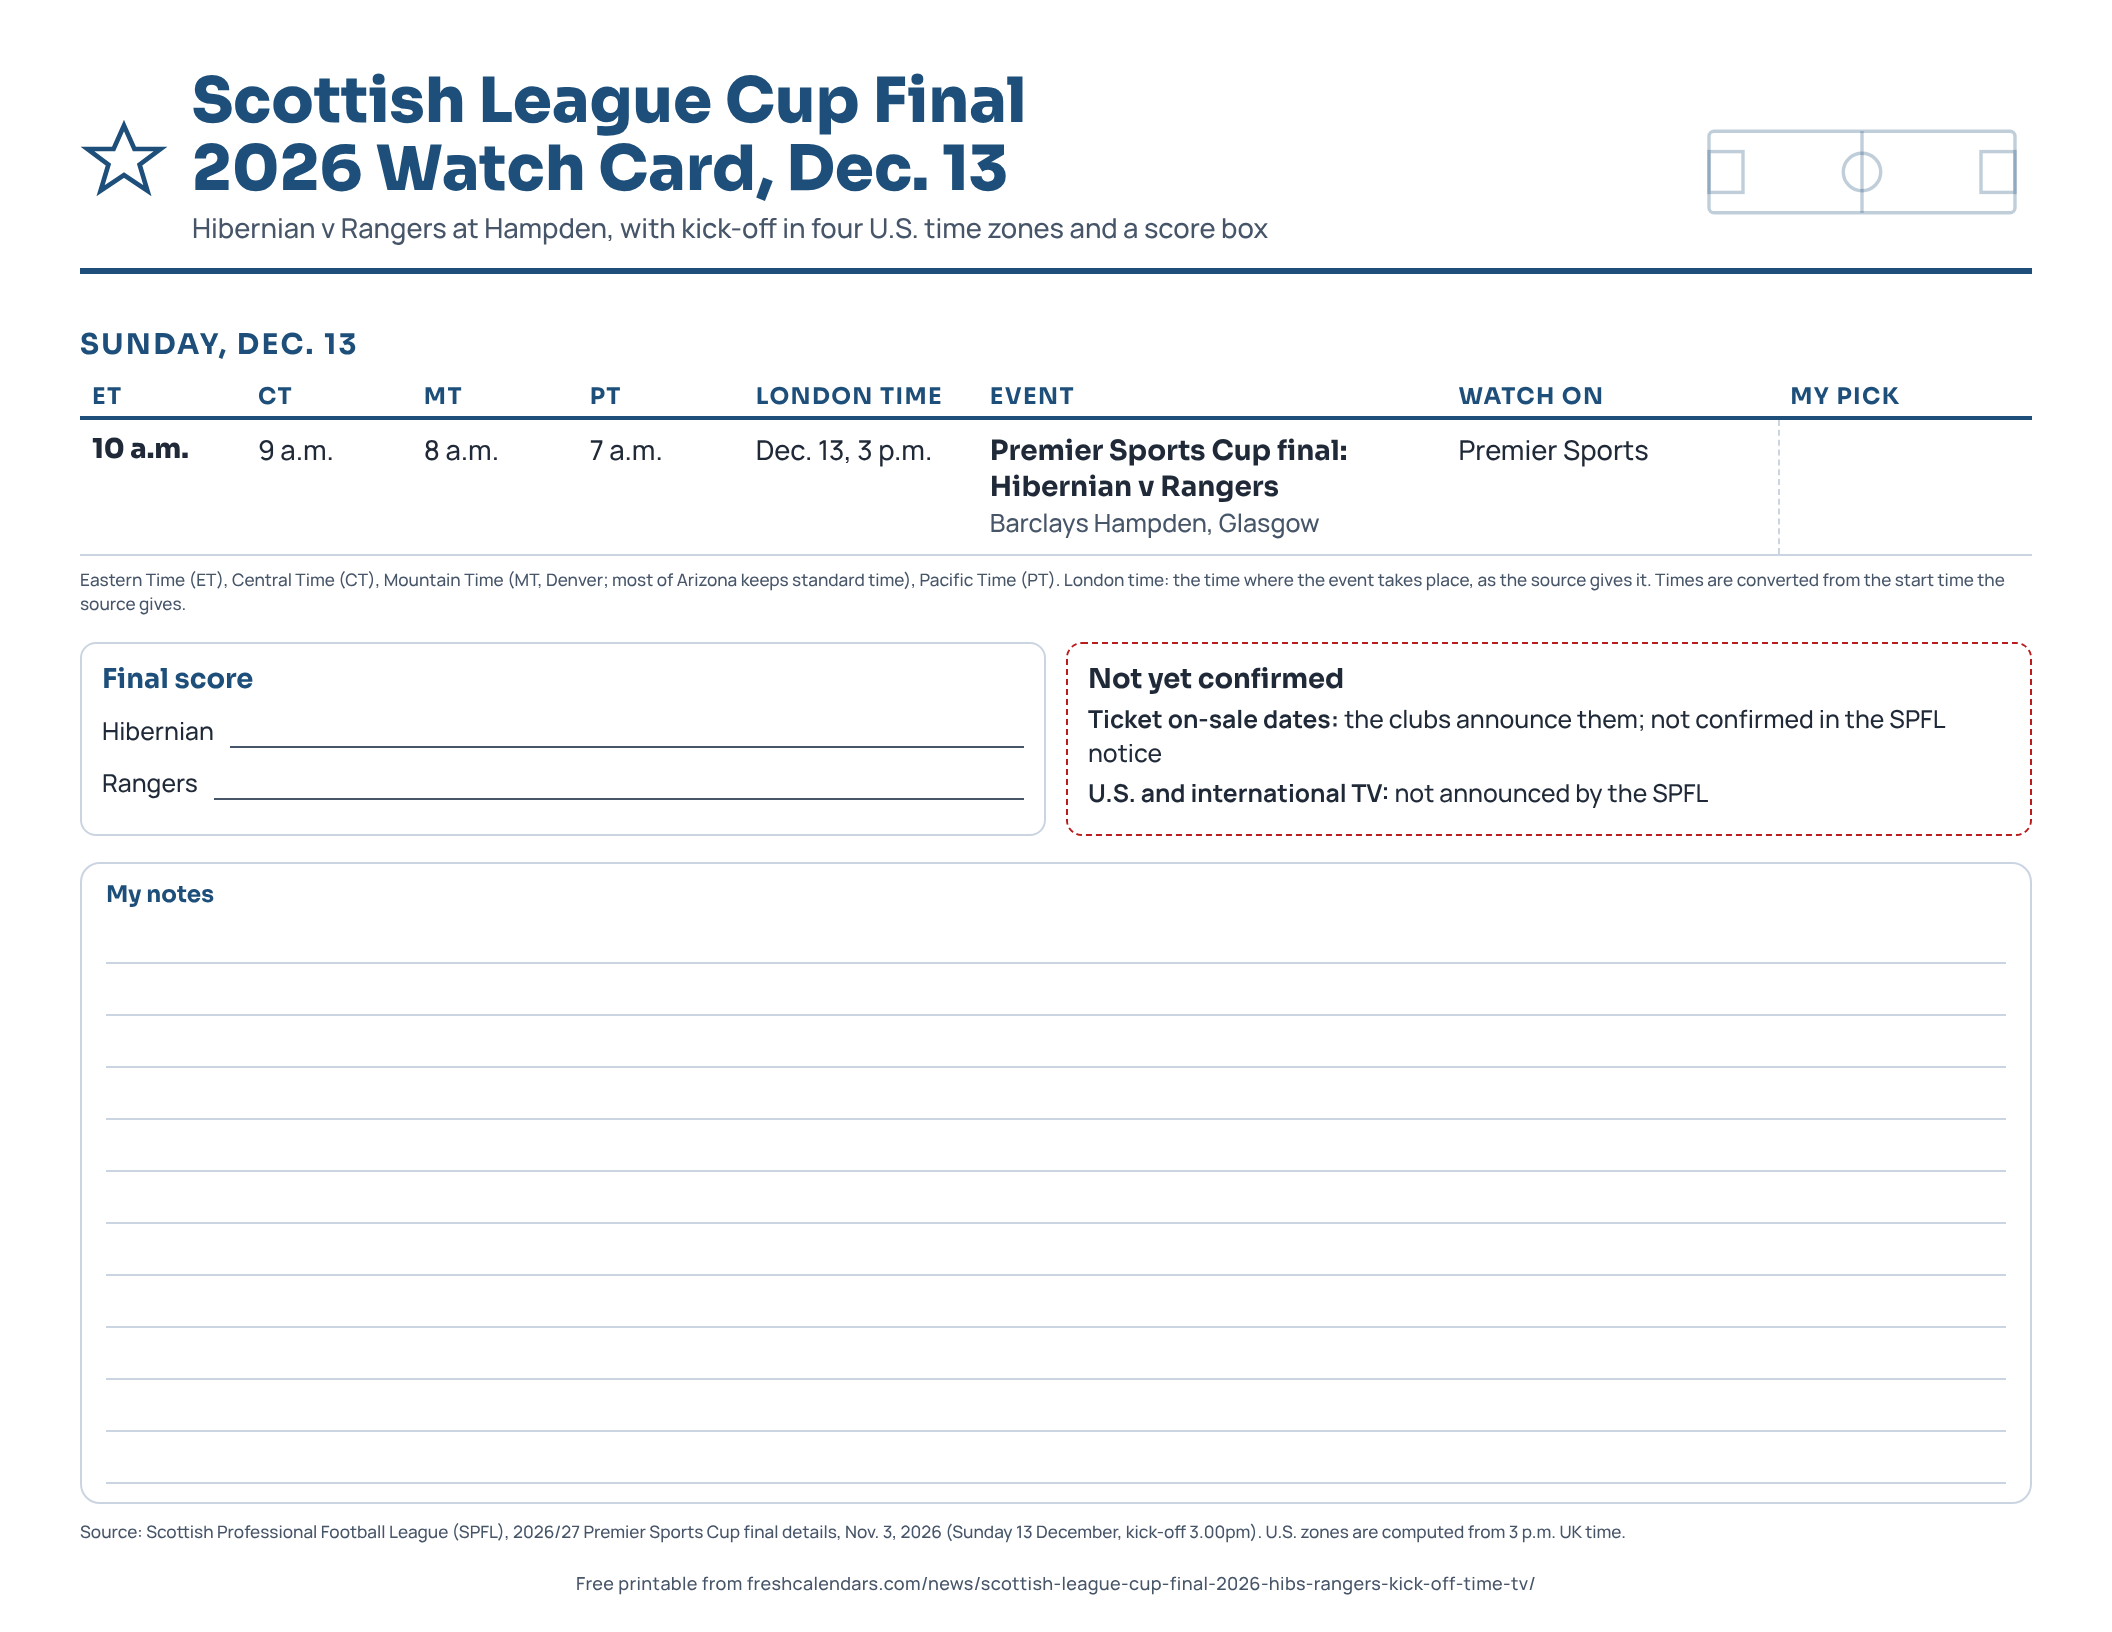 Scottish League Cup Final
2026 Watch Card, Dec. 13
Hibernian v Rangers at Hampden, with kick-off in four U.S. time zones and a score box
SUNDAY, DEC. 13
ET CT MT PT LONDON TIME EVENT WATCH ON MY PICK
10 a.m. 9 a.m. 8 a.m. 7 a.m. Dec. 13, 3 p.m. Premier Sports Cup final: Premier Sports
Hibernian v Rangers
Barclays Hampden, Glasgow
Eastern Time (ET), Central Time (CT), Mountain Time (MT, Denver; most of Arizona keeps standard time), Pacific Time (PT). London time: the time where the event takes place, as the source gives it. Times are converted from the start time the
source gives.
Final score
Hibernian
Rangers
Not yet confirmed
Ticket on-sale dates: the clubs announce them; not confirmed in the SPFL
notice
U.S. and international TV: not announced by the SPFL
My notes
Source: Scottish Professional Football League (SPFL), 2026/27 Premier Sports Cup final details, Nov. 3, 2026 (Sunday 13 December, kick-off 3.00pm). U.S. zones are computed from 3 p.m. UK time.
Free printable from freshcalendars.com/news/scottish-league-cup-final-2026-hibs-rangers-kick-off-time-tv/